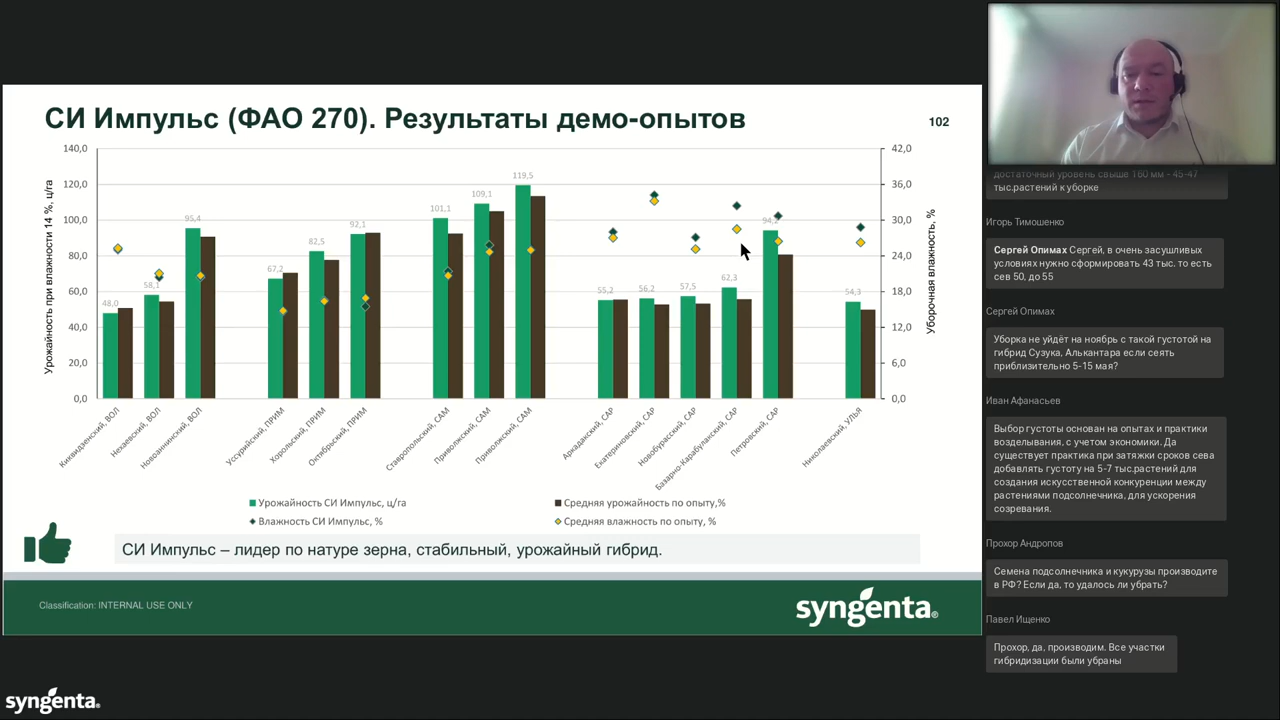 СИ Импульс (ФАО 270). Результаты демо-опытов
102
Урожайность при влажности 14 %, ц/га
140,0
120,0
100,0
80,0
60,0
40,0
20,0
0,0
48,0
58,1
95,4
67,2
82,5
92,1
101,1
109,1
119,5
55,2
56,2
57,5
62,3
94,2
54,3
42,0
36,0
30,0
24,0
18,0
12,0
6,0
0,0
Уборочная влажность, %
Киквидзенский, ВОЛ
Нехаевский, ВОЛ
Новоаннинский, ВОЛ
Уссурийский, ПРИМ
Хорольский, ПРИМ
Октябрьский, ПРИМ
Ставропольский, САМ
Приволжский, САМ
Приволжский, САМ
Аркадакский, САР
Екатериновский, САР
Новобурасский, САР
Базарно-Карабулакский, САР
Петровский, САР
Николаевский, УЛЬЯ
Урожайность СИ Импульс, ц/га
Средняя урожайность по опыту,%
Влажность СИ Импульс, %
Средняя влажность по опыту, %
СИ Импульс – лидер по натуре зерна, стабильный, урожайный гибрид.
Classification: INTERNAL USE ONLY
syngenta®
syngenta.
достаточный уровень свыше 160 мм - 45-47
тыс.растений к уборке
Игорь Тимошенко
Сергей Опимах Сергей, в очень засушливых
условиях нужно сформировать 43 тыс. то есть
сев 50, до 55
Сергей Опимах
Уборка не уйдёт на ноябрь с такой густотой на
гибрид Сузука, Алькантара если сеять
приблизительно 5-15 мая?
Иван Афанасьев
Выбор густоты основан на опытах и практики
возделывания, с учетом экономики. Да
существует практика при затяжки сроков сева
добавлять густоту на 5-7 тыс.растений для
создания искусственной конкуренции между
растениями подсолнечника, для ускорения
созревания.
Прохор Андропов
Семена подсолнечника и кукурузы производите
в РФ? Если да, то удалось ли убрать?
Павел Ищенко
Прохор, да, производим. Все участки
гибридизации были убраны